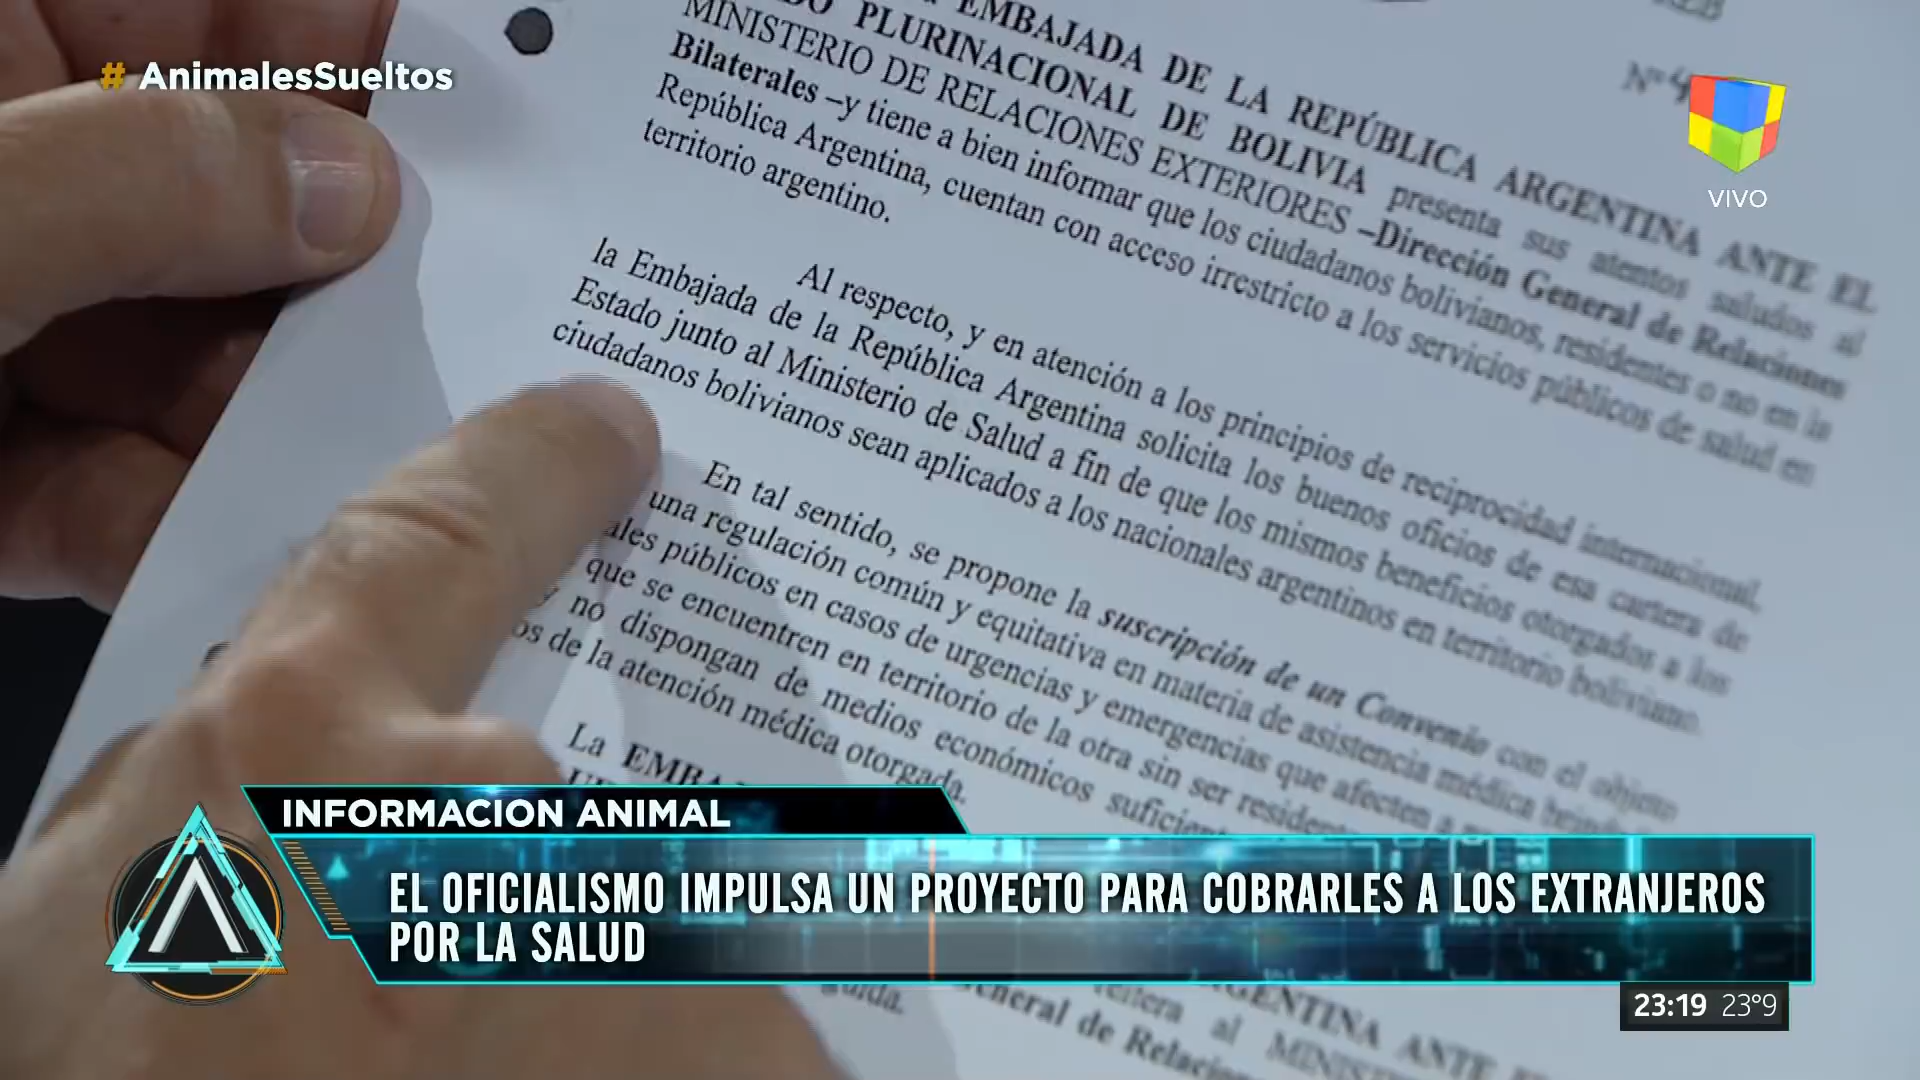 # AnimalesSueltos
VIVO
EMBAJADA DE LA REPÚBLICA ARGENTINA ANTE EL
PLURINACIONAL DE BOLIVIA presenta sus atentos saludos al
MINISTERIO DE RELACIONES EXTERIORES –Dirección General de Relaciones
Bilaterales –y tiene a bien informar que los ciudadanos bolivianos, residentes o no en la
República Argentina, cuentan con acceso irrestricto a los servicios públicos de salud en
territorio argentino.
Al respecto, y en atención a los principios de reciprocidad internacional,
la Embajada de la República Argentina solicita los buenos oficios de esa cartera de
Estado junto al Ministerio de Salud a fin de que los mismos beneficios otorgados a los
ciudadanos bolivianos sean aplicados a los nacionales argentinos en territorio boliviano.
En tal sentido, se propone la suscripción de un Convenio con el objeto
una regulación común y equitativa en materia de asistencia médica
ales públicos en casos de urgencias y emergencias que afecten a
que se encuentren en territorio de la otra sin ser
y no dispongan de medios económicos
os de la atención médica otorgada.
La
INFORMACION ANIMAL
EL OFICIALISMO IMPULSA UN PROYECTO PARA COBRARLES A LOS EXTRANJEROS
POR LA SALUD
ANTE
reitera al
General de
23:19 23°9